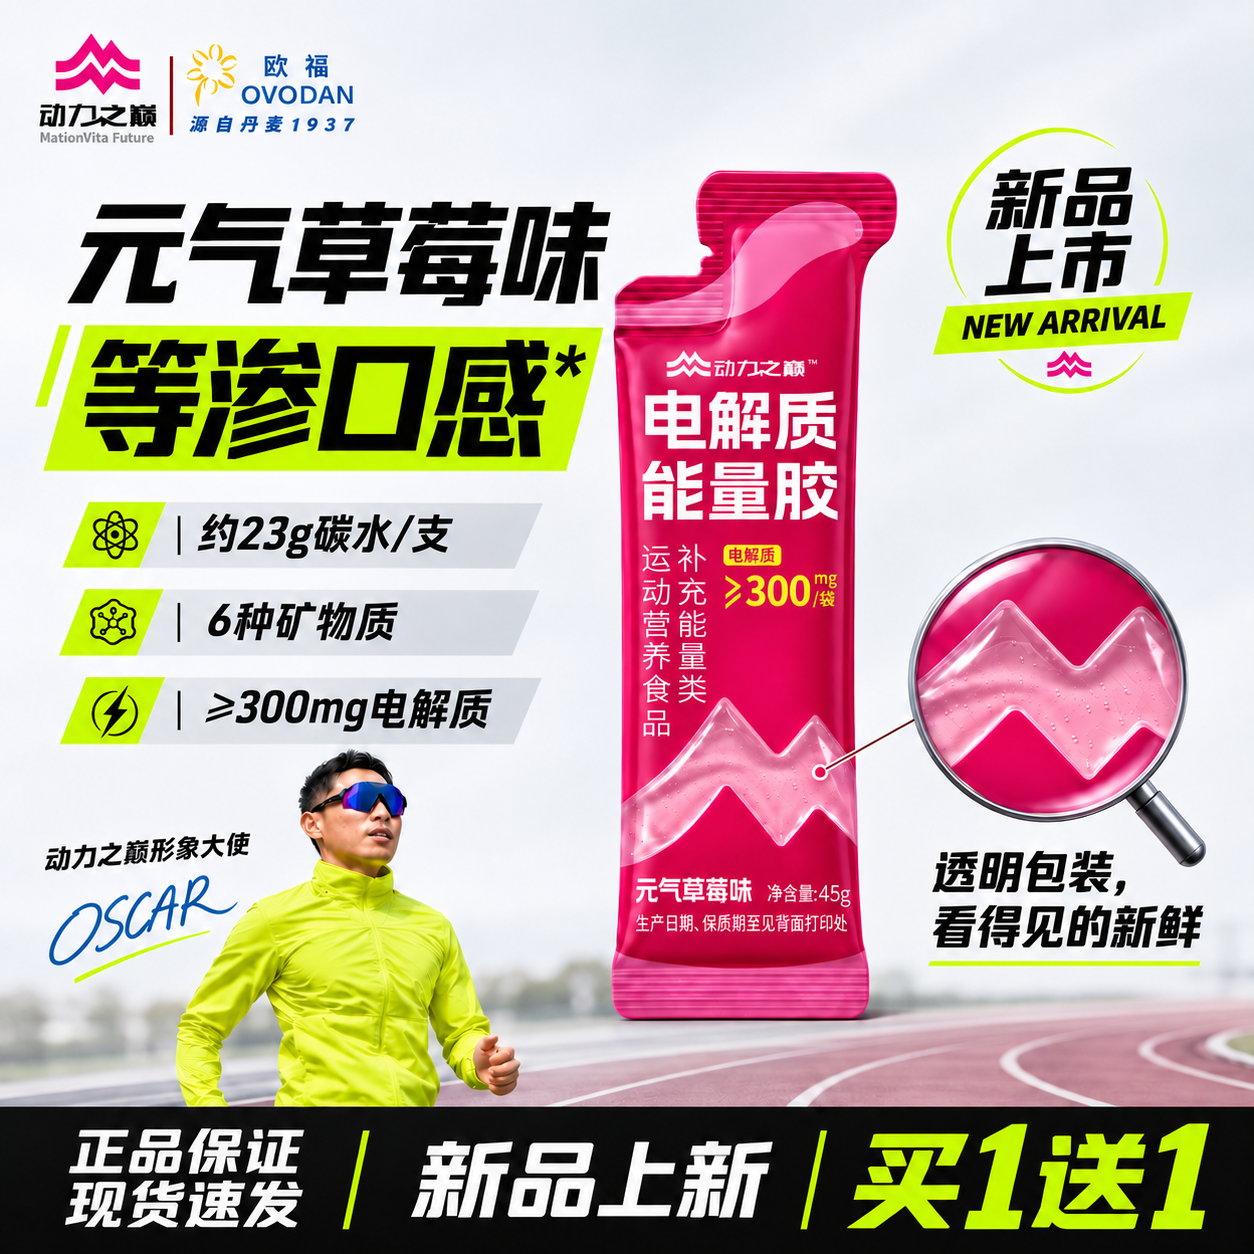 动力之巅
MationVita Future
欧福
OVODAN
源自丹麦1937
元气草莓味
等渗口感*
约23g碳水/支
6种矿物质
≥300mg电解质
动力之巅形象大使
OSCAR
动力之巅™
电解质
能量胶
补充能量类
运动营养食品
电解质
≥300mg/袋
元气草莓味 净含量:45g
生产日期、保质期至见背面打印处
新品
上市
NEW ARRIVAL
透明包装,
看得见的新鲜
正品保证
现货速发
新品上新
买1送1